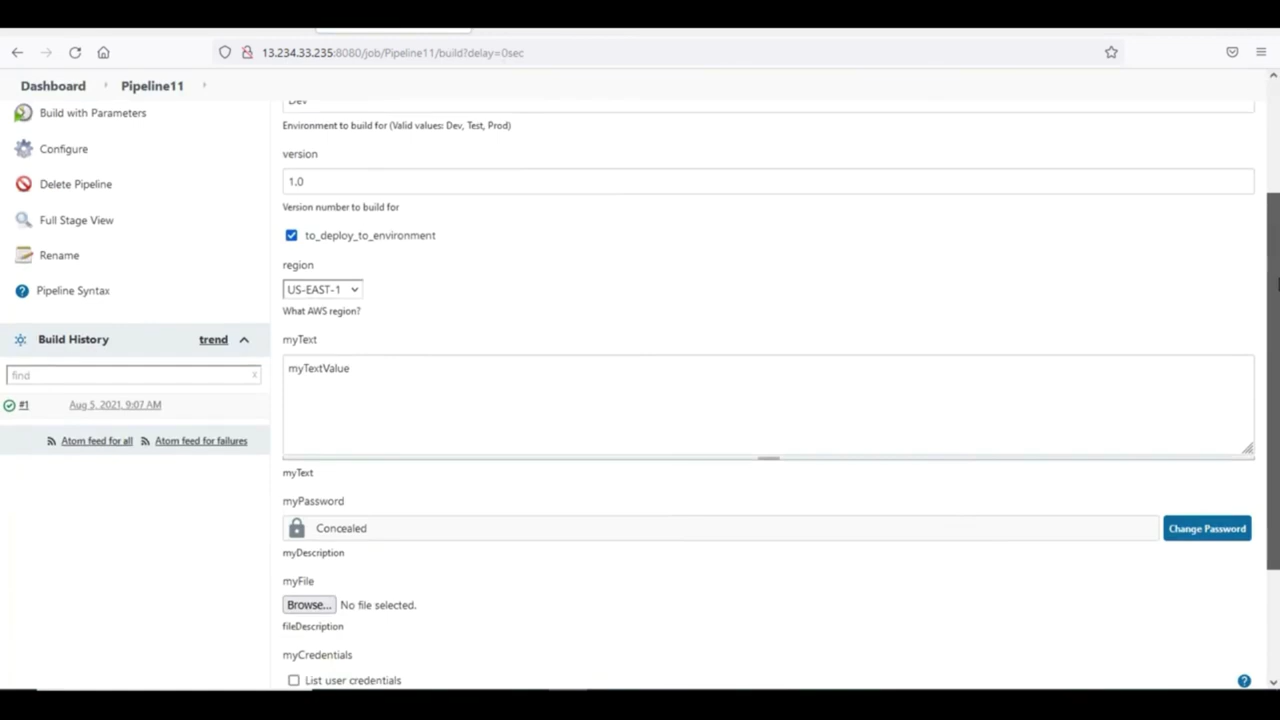 13.234.33.235:8080/job/Pipeline11/build?delay=0sec
Dashboard Pipeline11
Build with Parameters
Configure
Delete Pipeline
Full Stage View
Rename
Pipeline Syntax
Build History trend
find x
#1 Aug 5, 2021, 9:07 AM
Atom feed for all Atom feed for failures
Dev
Environment to build for (Valid values: Dev, Test, Prod)
version
1.0
Version number to build for
to_deploy_to_environment
region
US-EAST-1
What AWS region?
myText
myTextValue
myText
myPassword
Concealed Change Password
myDescription
myFile
Browse... No file selected.
fileDescription
myCredentials
List user credentials ?